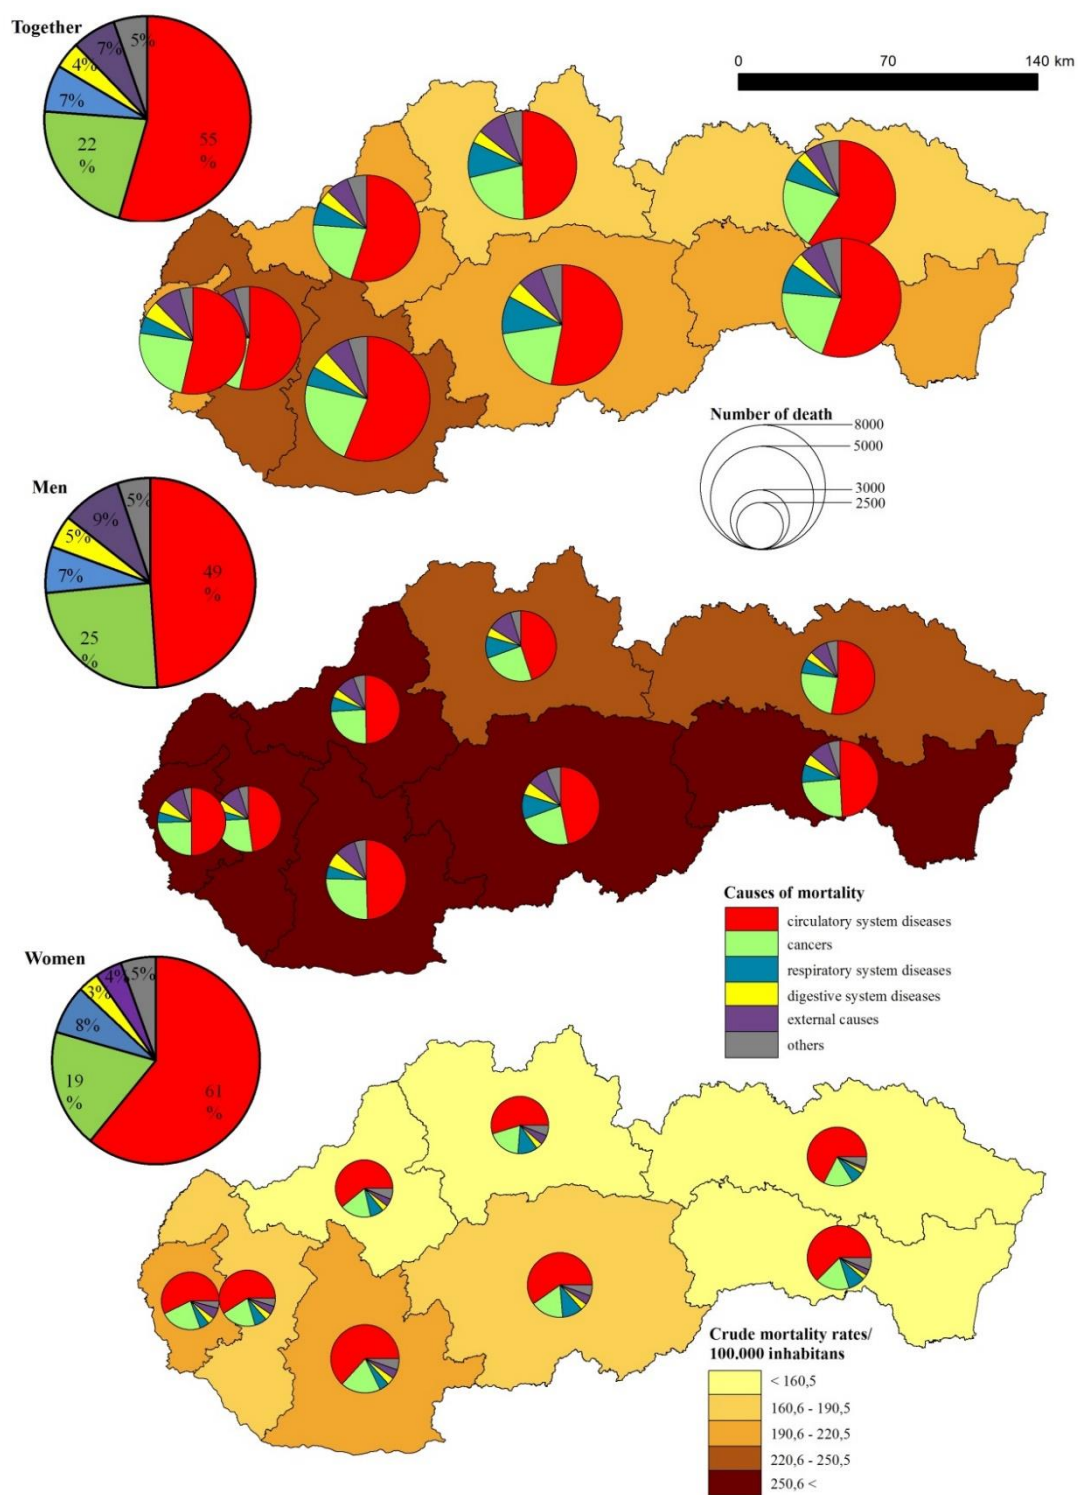 Together
5%
7%
4%
7%
22
%
55
%
0 70 140 km
Number of death
8000
5000
3000
2500
Men
5%
9%
5%
7%
25
%
49
%
Causes of mortality
circulatory system diseases
cancers
respiratory system diseases
digestive system diseases
external causes
others
Women
5%
4%
3%
8%
19
%
61
%
Crude mortality rates/
100.000 inhabitans
< 160,5
160,6 - 190,5
190,6 - 220,5
220,6 - 250,5
250,6 <